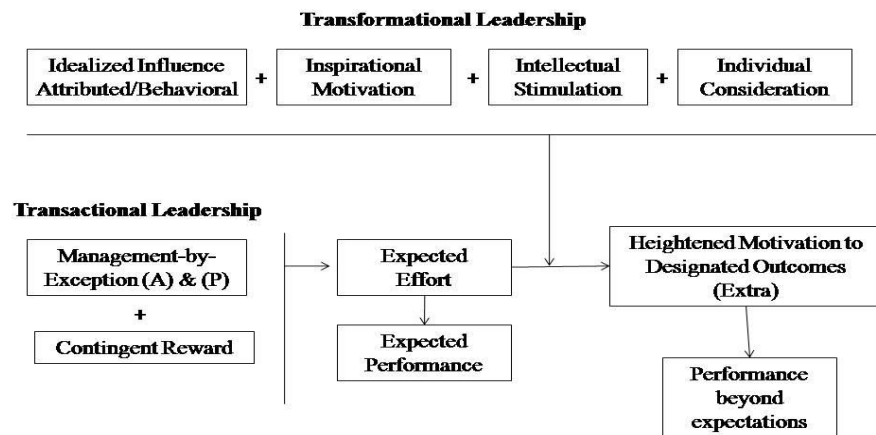 Transformational Leadership
Idealized Influence
Attributed/Behavioral
+
Inspirational
Motivation
+
Intellectual
Stimulation
+
Individual
Consideration
Transactional Leadership
Management-by-
Exception (A) & (P)
+
Contingent Reward
Expected
Effort
Expected
Performance
Heightened Motivation to
Designated Outcomes
(Extra)
Performance
beyond
expectations